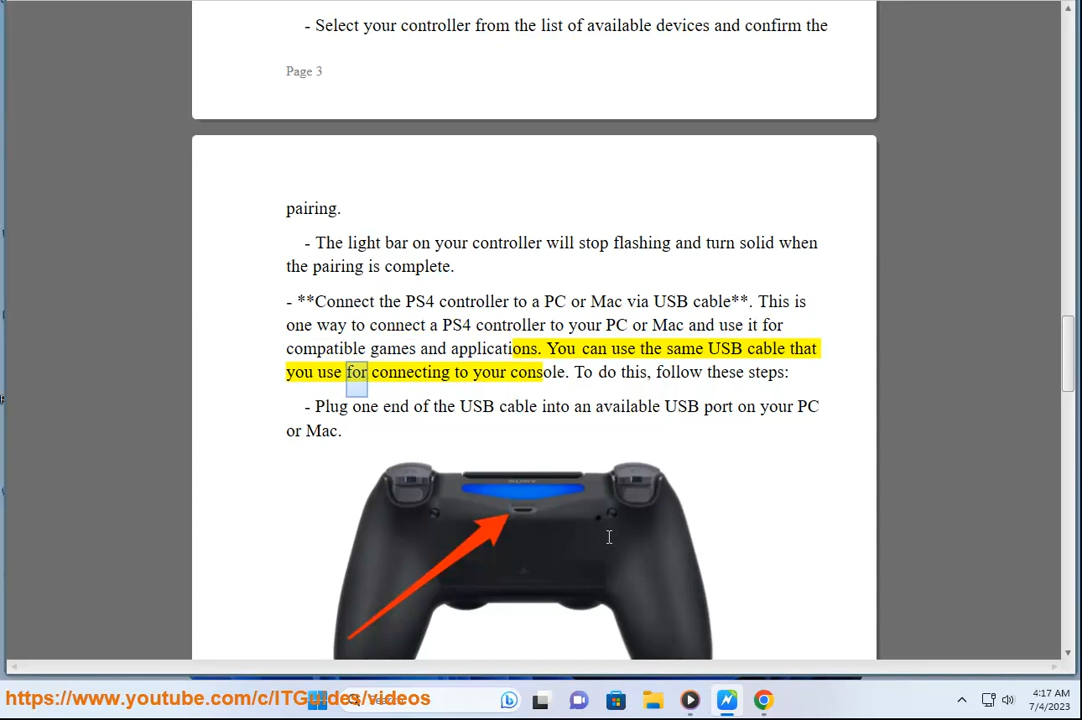 - Select your controller from the list of available devices and confirm the
Page 3
pairing.
- The light bar on your controller will stop flashing and turn solid when
the pairing is complete.
- **Connect the PS4 controller to a PC or Mac via USB cable**. This is
one way to connect a PS4 controller to your PC or Mac and use it for
compatible games and applications. You can use the same USB cable that
you use for connecting to your console. To do this, follow these steps:
- Plug one end of the USB cable into an available USB port on your PC
or Mac.
SONY
https://www.youtube.com/c/ITGuides/videos
4:17 AM
7/4/2023